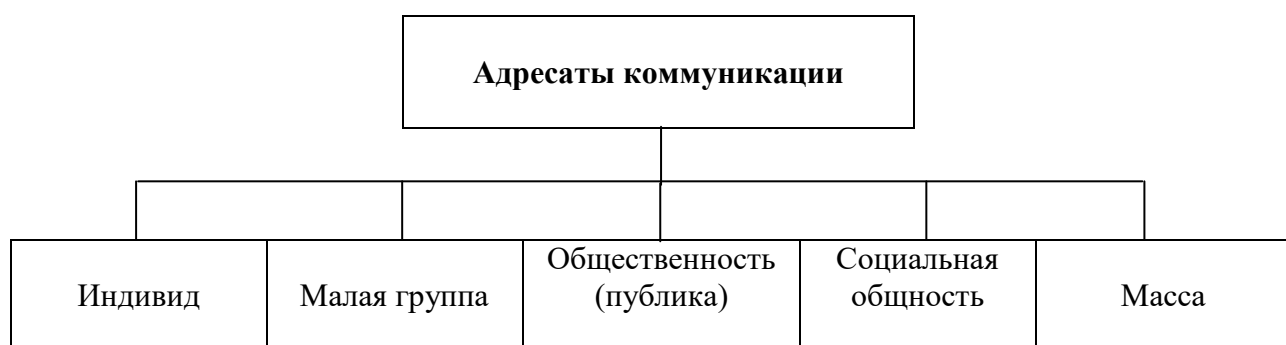 Адресаты коммуникации
Индивид
Малая группа
Общественность
(публика)
Социальная
общность
Масса